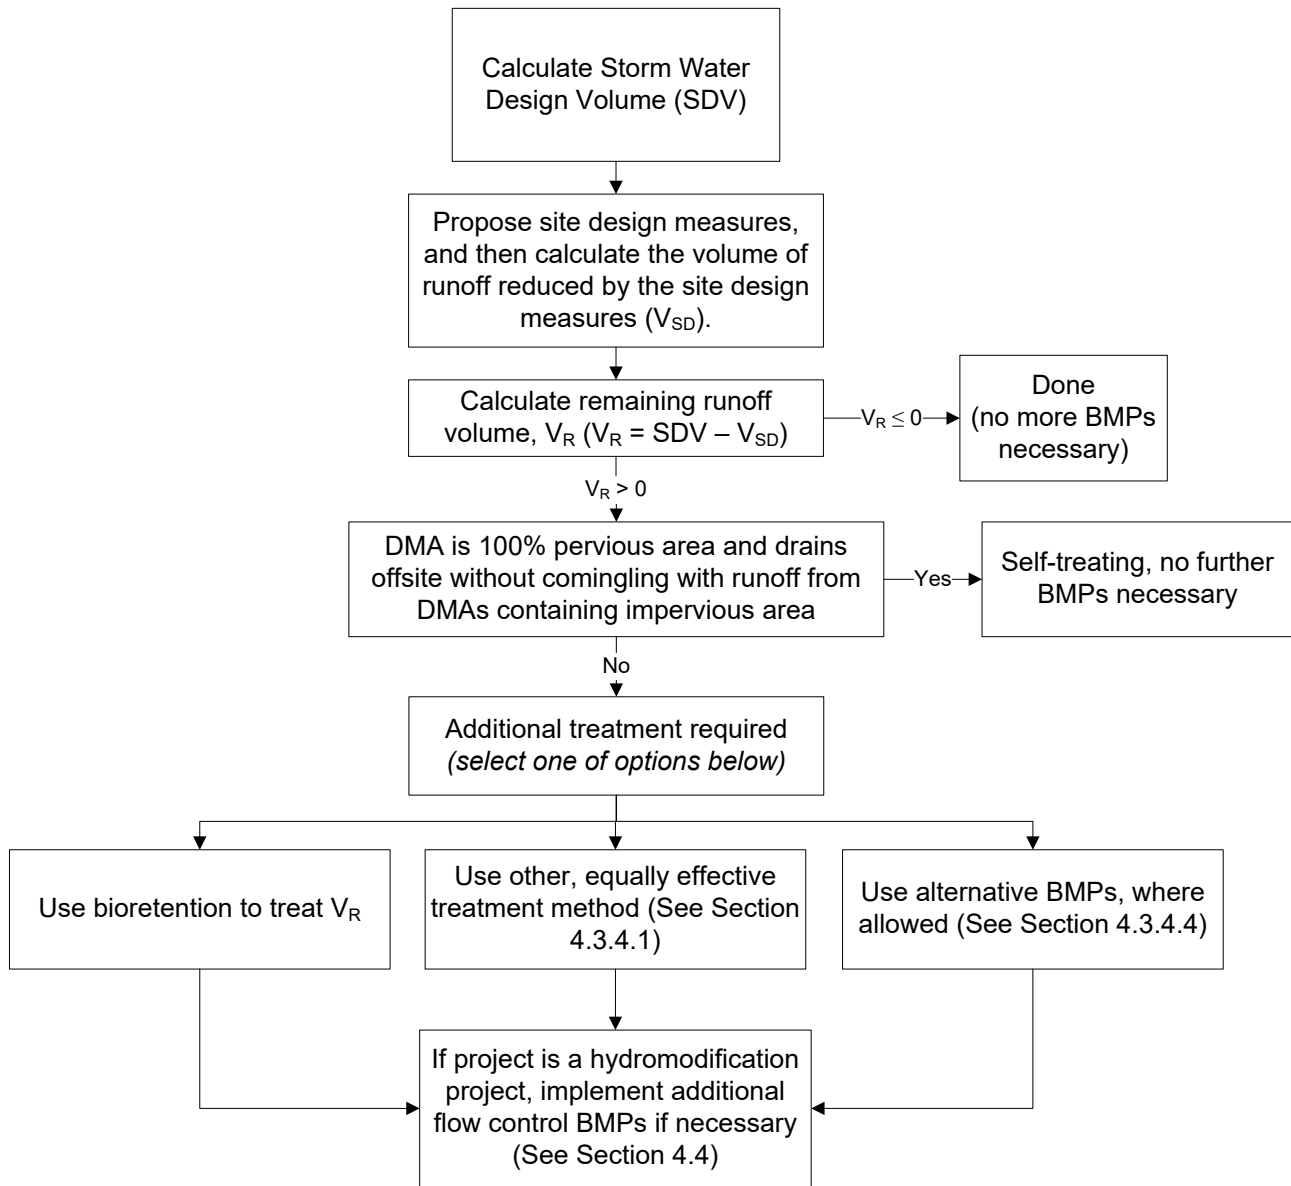 Calculate Storm Water
Design Volume (SDV)
Propose site design measures,
and then calculate the volume of
runoff reduced by the site design
measures (VSD).
Calculate remaining runoff
volume, VR (VR = SDV – VSD)
VR ≤ 0
Done
(no more BMPs
necessary)
VR > 0
DMA is 100% pervious area and drains
offsite without comingling with runoff from
DMAs containing impervious area
Yes
Self-treating, no further
BMPs necessary
No
Additional treatment required
(select one of options below)
Use bioretention to treat VR
Use other, equally effective
treatment method (See Section
4.3.4.1)
Use alternative BMPs, where
allowed (See Section 4.3.4.4)
If project is a hydromodification
project, implement additional
flow control BMPs if necessary
(See Section 4.4)